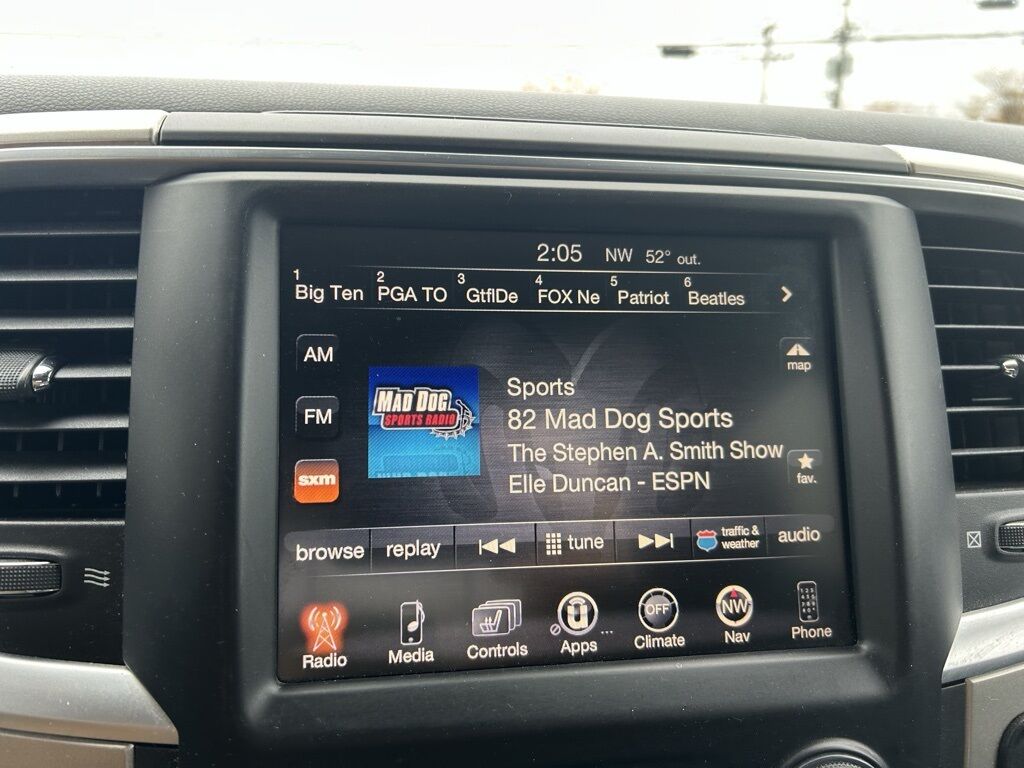 2:05 NW 52° out.
1 Big Ten 2 PGA TO 3 GtflDe 4 FOX Ne 5 Patriot 6 Beatles
AM
map
MAD DOG
SPORTS RADIO
Sports
82 Mad Dog Sports
FM
The Stephen A. Smith Show
Elle Duncan - ESPN
fav.
sxm
browse replay tune traffic & weather audio
OFF NW
Radio Media Controls Apps Climate Nav Phone